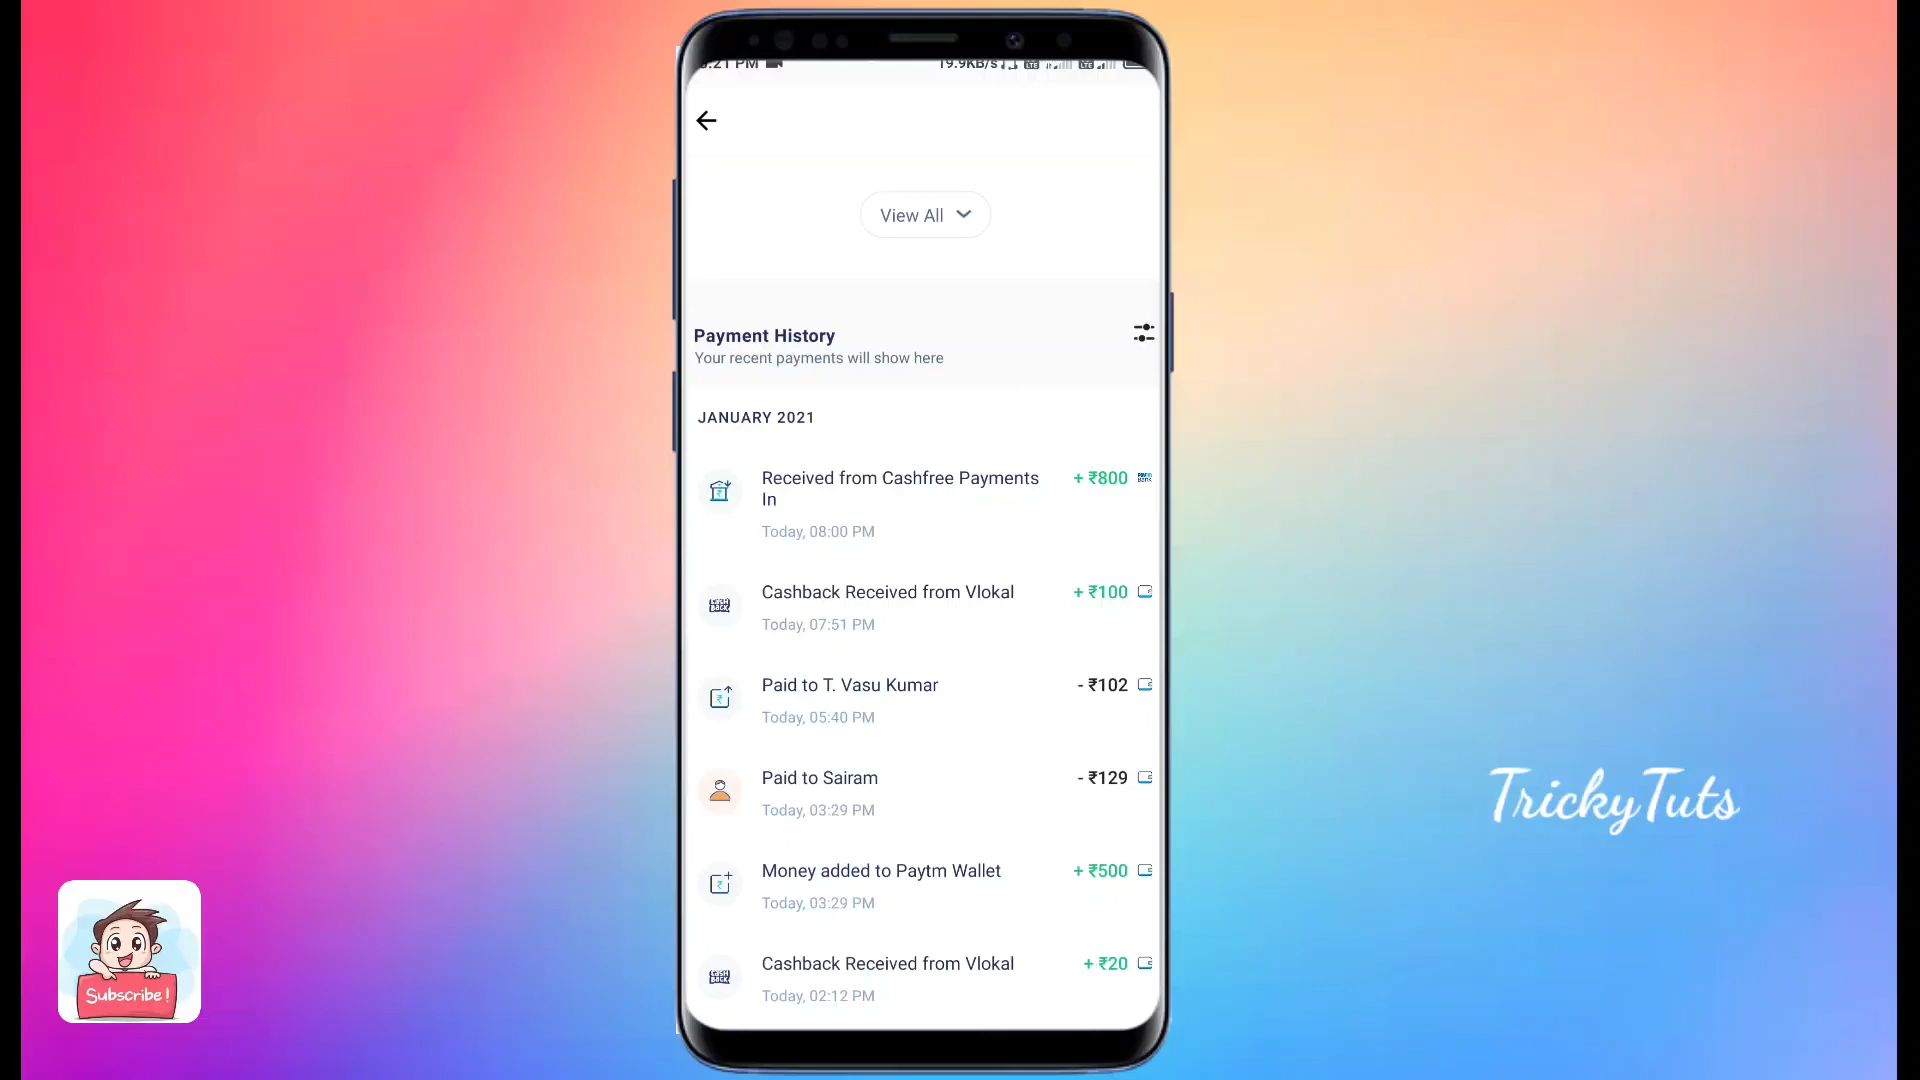 19.9KB/s
View All
Payment History
Your recent payments will show here
JANUARY 2021
Received from Cashfree Payments + ₹800
In
Today, 08:00 PM
Cashback Received from Vlokal + ₹100
Today, 07:51 PM
Paid to T. Vasu Kumar - ₹102
Today, 05:40 PM
Paid to Sairam - ₹129
Today, 03:29 PM
Money added to Paytm Wallet + ₹500
Today, 03:29 PM
Cashback Received from Vlokal + ₹20
Today, 02:12 PM
TrickyTuts
Subscribe !